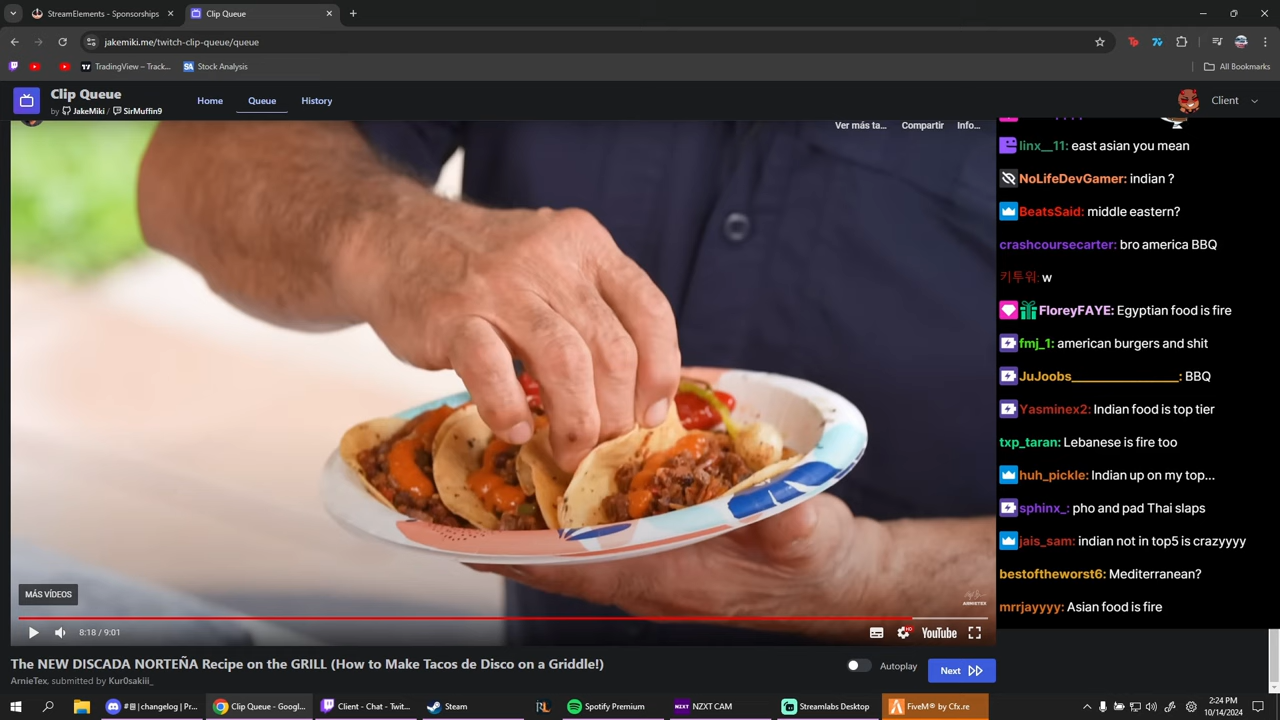 StreamElements - Sponsorships
Clip Queue
jakemiki.me/twitch-clip-queue/queue
TradingView – Track...
Stock Analysis
All Bookmarks
Clip Queue
by JakeMiki / SirMuffin9
Home
Queue
History
Client
Ver más ta...
Compartir
Info...
linx__11: east asian you mean
NoLifeDevGamer: indian ?
BeatsSaid: middle eastern?
crashcoursecarter: bro america BBQ
키투워: w
FloreyFAYE: Egyptian food is fire
fmj_1: american burgers and shit
JuJoobs________________: BBQ
Yasminex2: Indian food is top tier
txp_taran: Lebanese is fire too
huh_pickle: Indian up on my top...
sphinx_: pho and pad Thai slaps
jais_sam: indian not in top5 is crazyyyy
bestoftheworst6: Mediterranean?
mrrjayyyy: Asian food is fire
MÁS VÍDEOS
ARNIETEX
8:18 / 9:01
HD
YouTube
The NEW DISCADA NORTEÑA Recipe on the GRILL (How to Make Tacos de Disco on a Griddle!)
ArnieTex, submitted by Kur0sakiii_
Autoplay
Next
#🏽|changelog | Pr...
Clip Queue - Googl...
Client - Chat - Twit...
Steam
Spotify Premium
NZXT
NZXT CAM
Streamlabs Desktop
FiveM® by Cfx.re
2:24 PM
10/14/2024